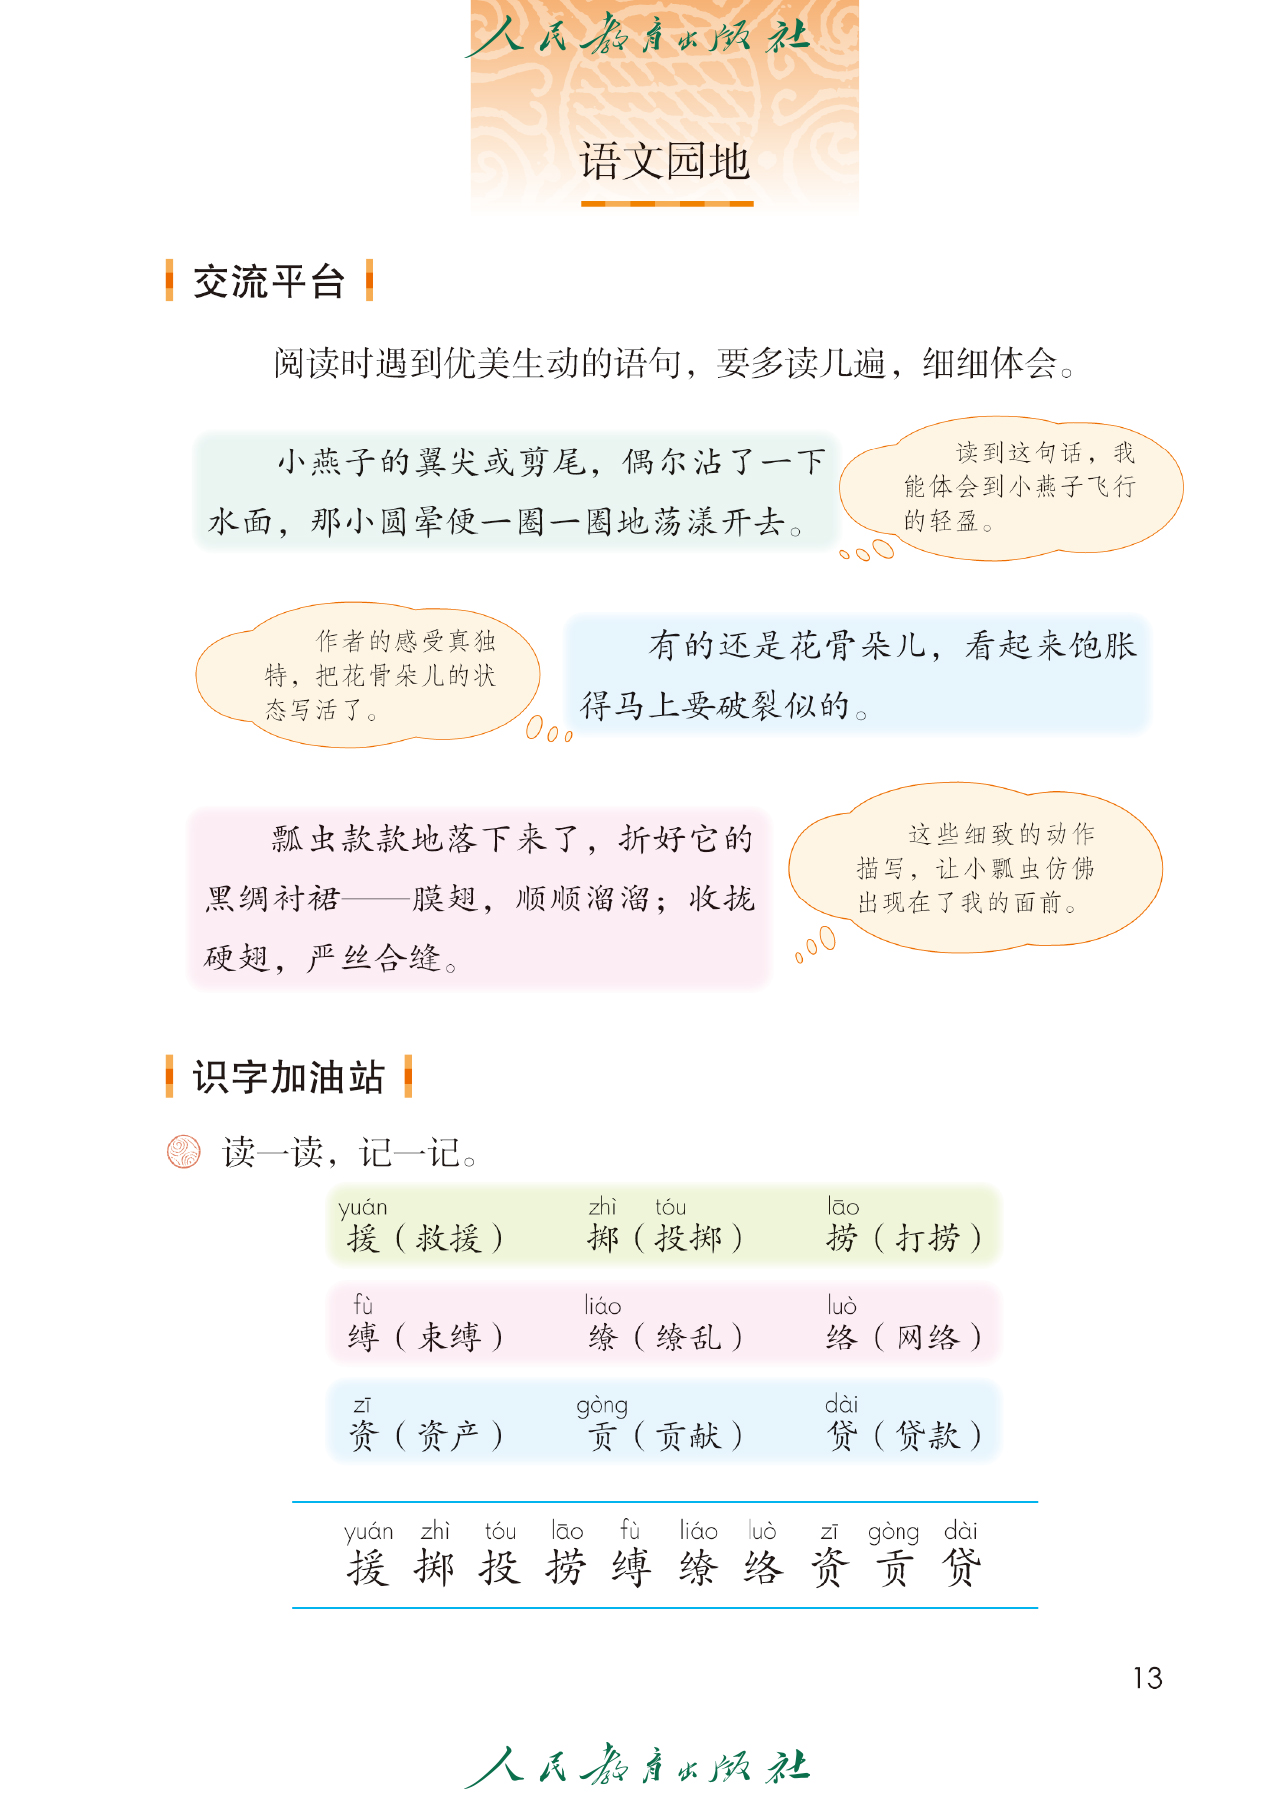 人民教育出版社
语文园地
交流平台
阅读时遇到优美生动的语句，要多读几遍，细细体会。
小燕子的翼尖或剪尾，偶尔沾了一下
水面，那小圆晕便一圈一圈地荡漾开去。
读到这句话，我
能体会到小燕子飞行
的轻盈。
作者的感受真独
特，把花骨朵儿的状
态写活了。
有的还是花骨朵儿，看起来饱胀
得马上要破裂似的。
瓢虫款款地落下来了，折好它的
黑绸衬裙——膜翅，顺顺溜溜；收拢
硬翅，严丝合缝。
这些细致的动作
描写，让小瓢虫仿佛
出现在了我的面前。
识字加油站
读一读，记一记。
yuán zhì tóu lāo
援（救援） 掷（投掷） 捞（打捞）
fù liáo luò
缚（束缚） 缭（缭乱） 络（网络）
zī gòng dài
资（资产） 贡（贡献） 贷（贷款）
yuán zhì tóu lāo fù liáo luò zī gòng dài
援 掷 投 捞 缚 缭 络 资 贡 贷
13
人民教育出版社